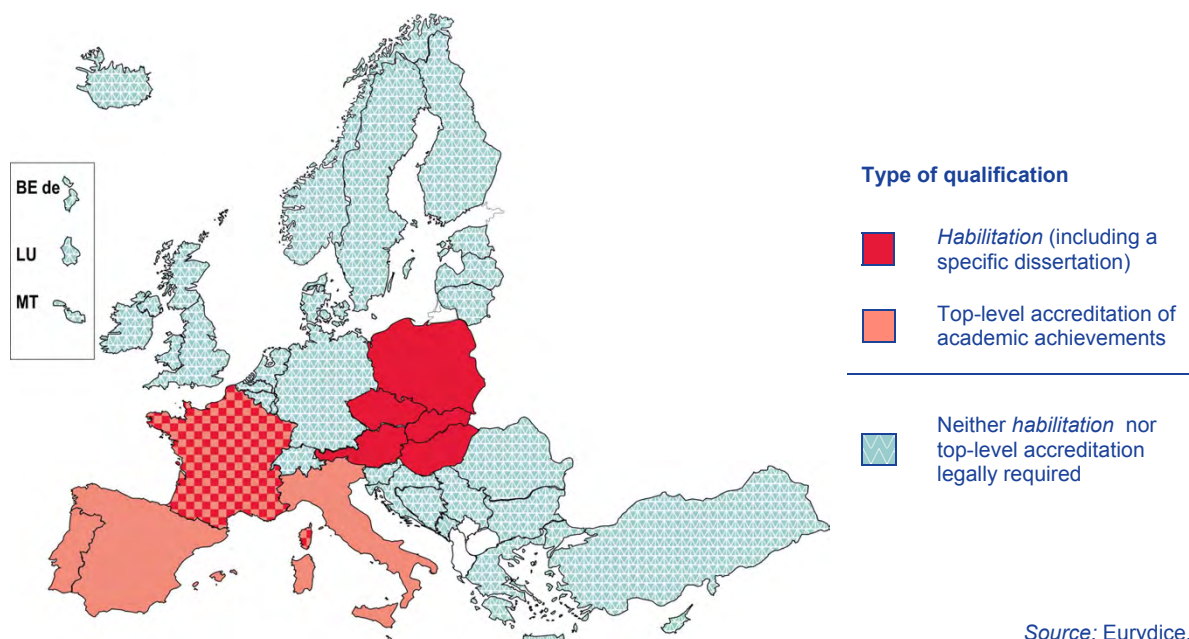 BE de
LU
MT
Type of qualification
Habilitation (including a
specific dissertation)
Top-level accreditation of
academic achievements
Neither habilitation nor
top-level accreditation
legally required
Source: Eurydice